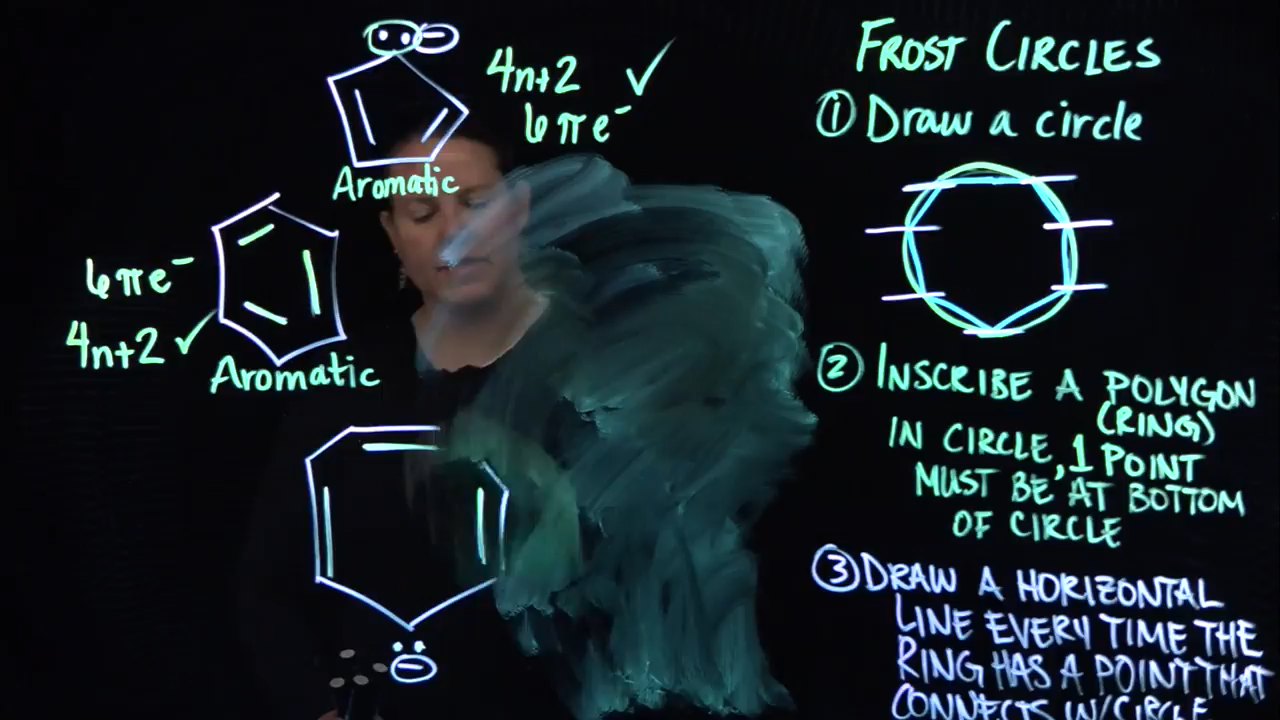 4n+2 ✓
6πe⁻
Aromatic
6πe⁻
4n+2 ✓
Aromatic
FROST CIRCLES
① Draw a circle
② INSCRIBE A POLYGON
(RING)
IN CIRCLE, 1 POINT
MUST BE AT BOTTOM
OF CIRCLE
③ DRAW A HORIZONTAL
LINE EVERY TIME THE
RING HAS A POINT THAT
CONNECTS W/CIRCLE